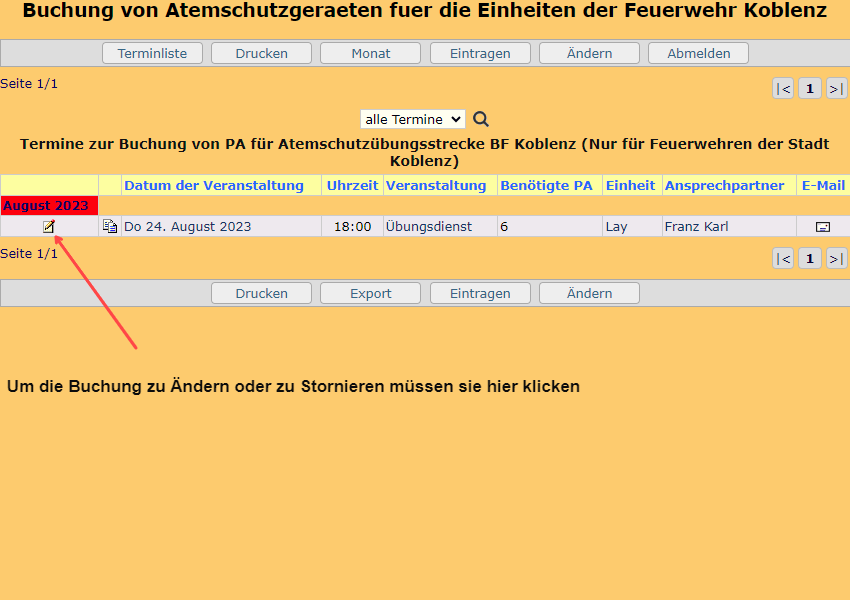 Buchung von Atemschutzgeraeten fuer die Einheiten der Feuerwehr Koblenz
Terminliste Drucken Monat Eintragen Ändern Abmelden
Seite 1/1 |< 1 >|
alle Termine
Termine zur Buchung von PA für Atemschutzübungsstrecke BF Koblenz (Nur für Feuerwehren der Stadt
Koblenz)
Datum der Veranstaltung Uhrzeit Veranstaltung Benötigte PA Einheit Ansprechpartner E-Mail
August 2023
Do 24. August 2023 18:00 Übungsdienst 6 Lay Franz Karl
Seite 1/1 |< 1 >|
Drucken Export Eintragen Ändern
Um die Buchung zu Ändern oder zu Stornieren müssen sie hier klicken